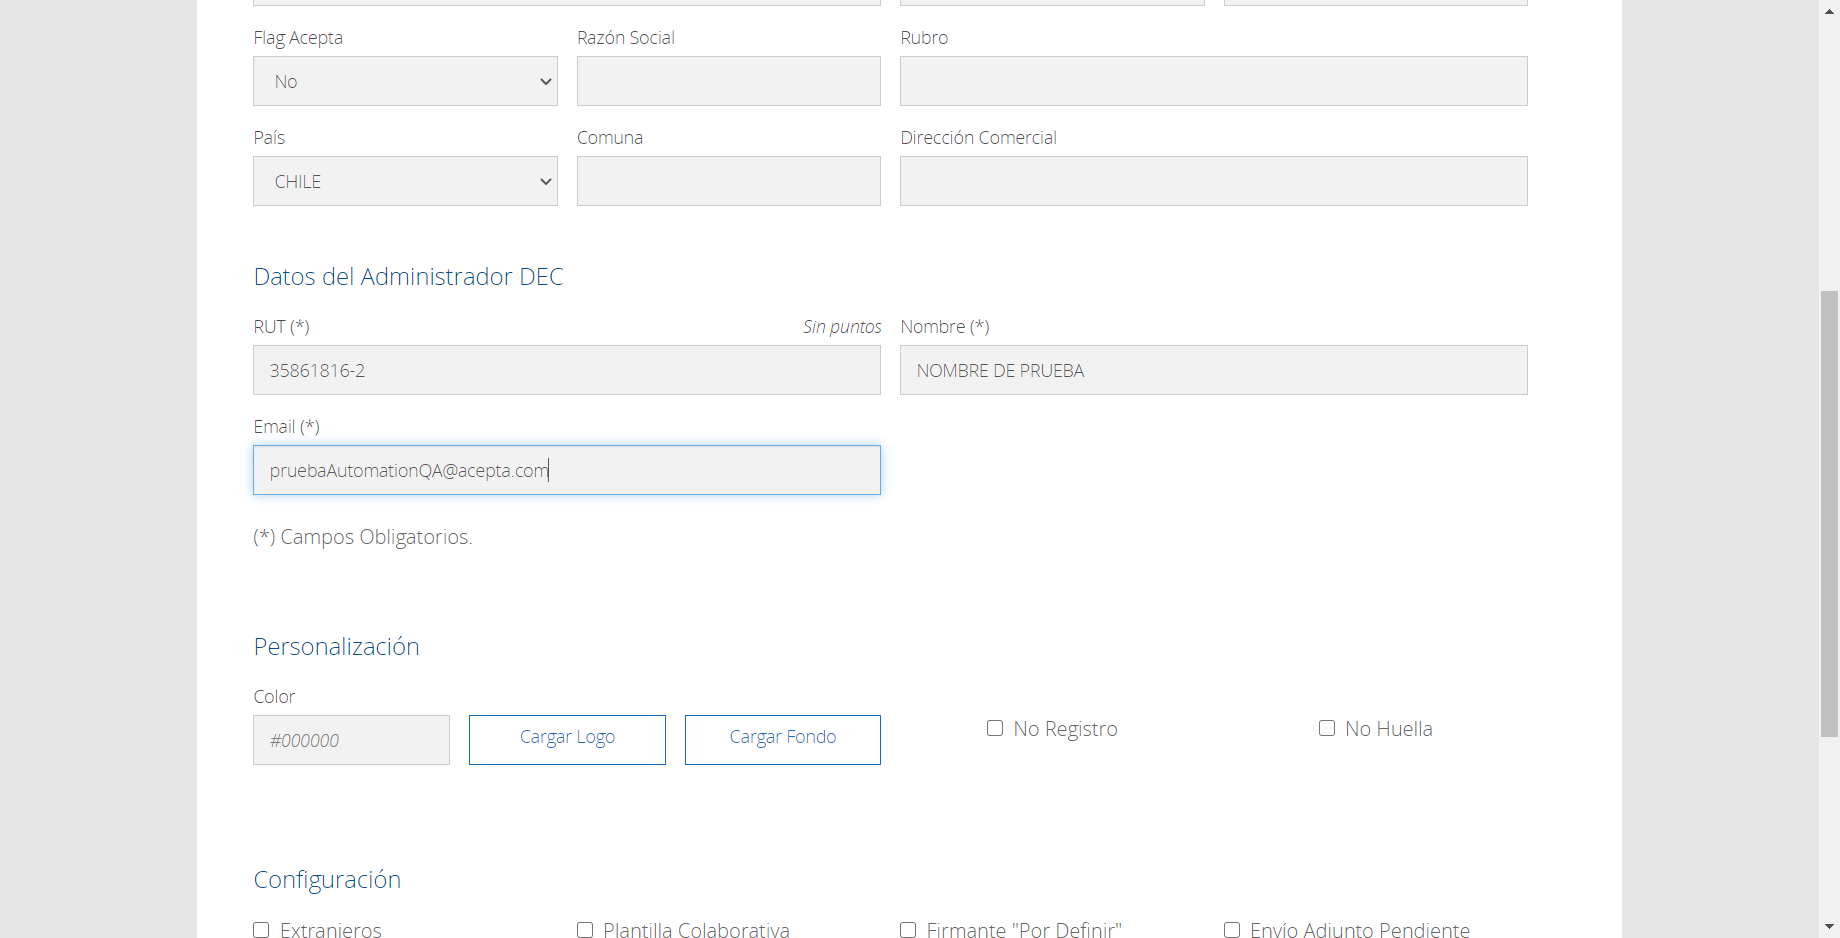 Flag Acepta Razón Social Rubro
No
País Comuna Dirección Comercial
CHILE
Datos del Administrador DEC
RUT (*) Sin puntos Nombre (*)
35861816-2 NOMBRE DE PRUEBA
Email (*)
pruebaAutomationQA@acepta.com
(*) Campos Obligatorios.
Personalización
Color
#000000 Cargar Logo Cargar Fondo No Registro No Huella
Configuración
Extranjeros Plantilla Colaborativa Firmante "Por Definir" Envío Adjunto Pendiente